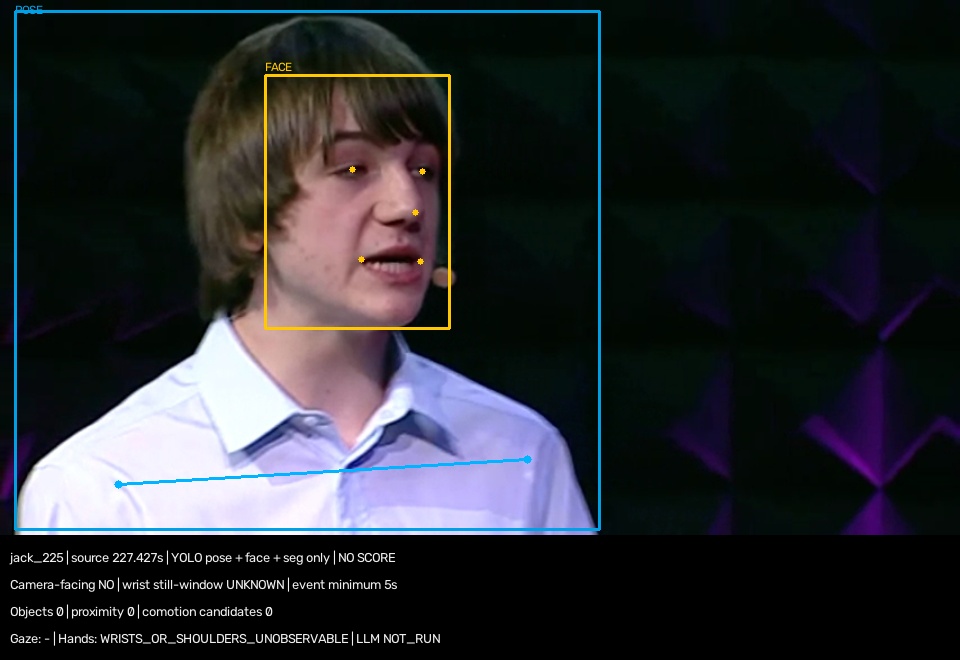 POSE
FACE
jack_225 | source 227.427s | YOLO pose + face + seg only | NO SCORE
Camera-facing NO | wrist still-window UNKNOWN | event minimum 5s
Objects 0 | proximity 0 | comotion candidates 0
Gaze: - | Hands: WRISTS_OR_SHOULDERS_UNOBSERVABLE | LLM NOT_RUN